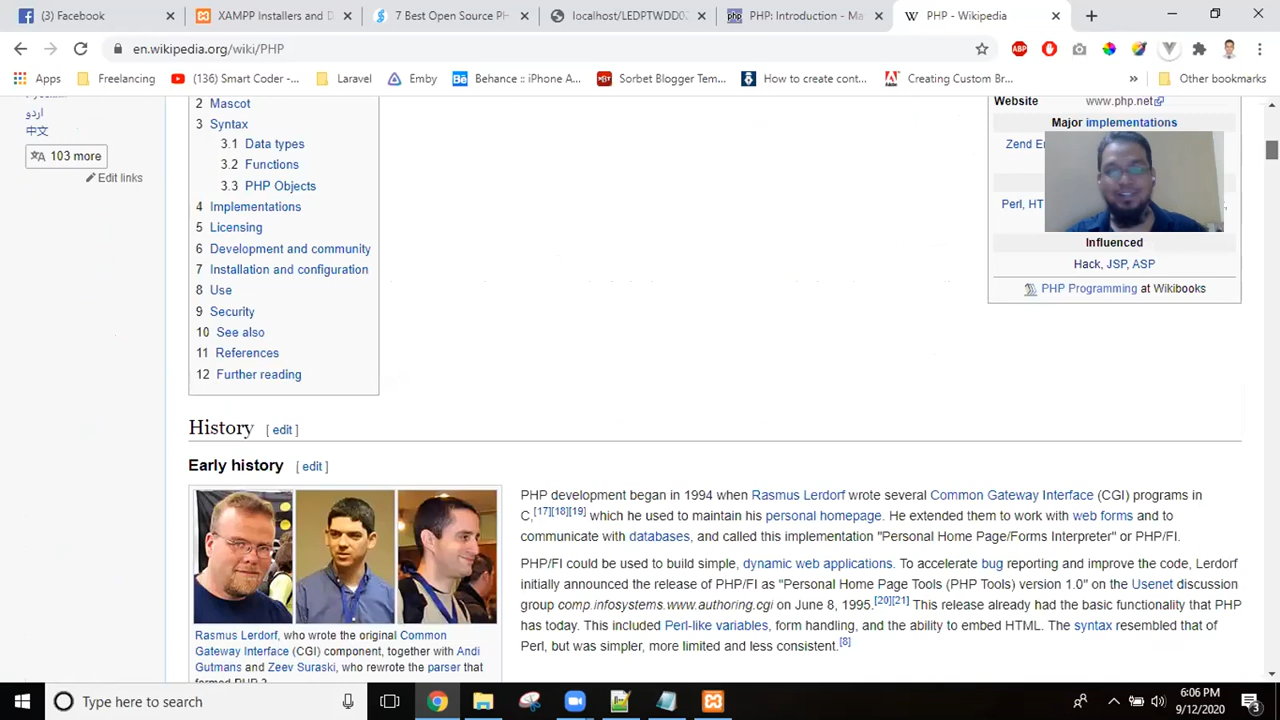 (3) Facebook
XAMPP Installers and D
7 Best Open-Source PH
localhost/LEDPTWDD0
PHP: Introduction - Ma
PHP - Wikipedia
en.wikipedia.org/wiki/PHP
Apps
Freelancing
(136) Smart Coder -...
Laravel
Emby
Behance :: iPhone A...
Sorbet Blogger Tem...
How to create cont...
Creating Custom Br...
Other bookmarks
اردو
中文
103 more
Edit links
2 Mascot
3 Syntax
3.1 Data types
3.2 Functions
3.3 PHP Objects
4 Implementations
5 Licensing
6 Development and community
7 Installation and configuration
8 Use
9 Security
10 See also
11 References
12 Further reading
Website www.php.net
Major implementations
Zend E
Perl, HT
Influenced
Hack, JSP, ASP
PHP Programming at Wikibooks
History [ edit ]
Early history [ edit ]
Rasmus Lerdorf, who wrote the original Common
Gateway Interface (CGI) component, together with Andi
Gutmans and Zeev Suraski, who rewrote the parser that
formed PHP 3
PHP development began in 1994 when Rasmus Lerdorf wrote several Common Gateway Interface (CGI) programs in
C,[17][18][19] which he used to maintain his personal homepage. He extended them to work with web forms and to
communicate with databases, and called this implementation "Personal Home Page/Forms Interpreter" or PHP/FI.
PHP/FI could be used to build simple, dynamic web applications. To accelerate bug reporting and improve the code, Lerdorf
initially announced the release of PHP/FI as "Personal Home Page Tools (PHP Tools) version 1.0" on the Usenet discussion
group comp.infosystems.www.authoring.cgi on June 8, 1995.[20][21] This release already had the basic functionality that PHP
has today. This included Perl-like variables, form handling, and the ability to embed HTML. The syntax resembled that of
Perl, but was simpler, more limited and less consistent.[8]
Type here to search
6:06 PM
9/12/2020
3